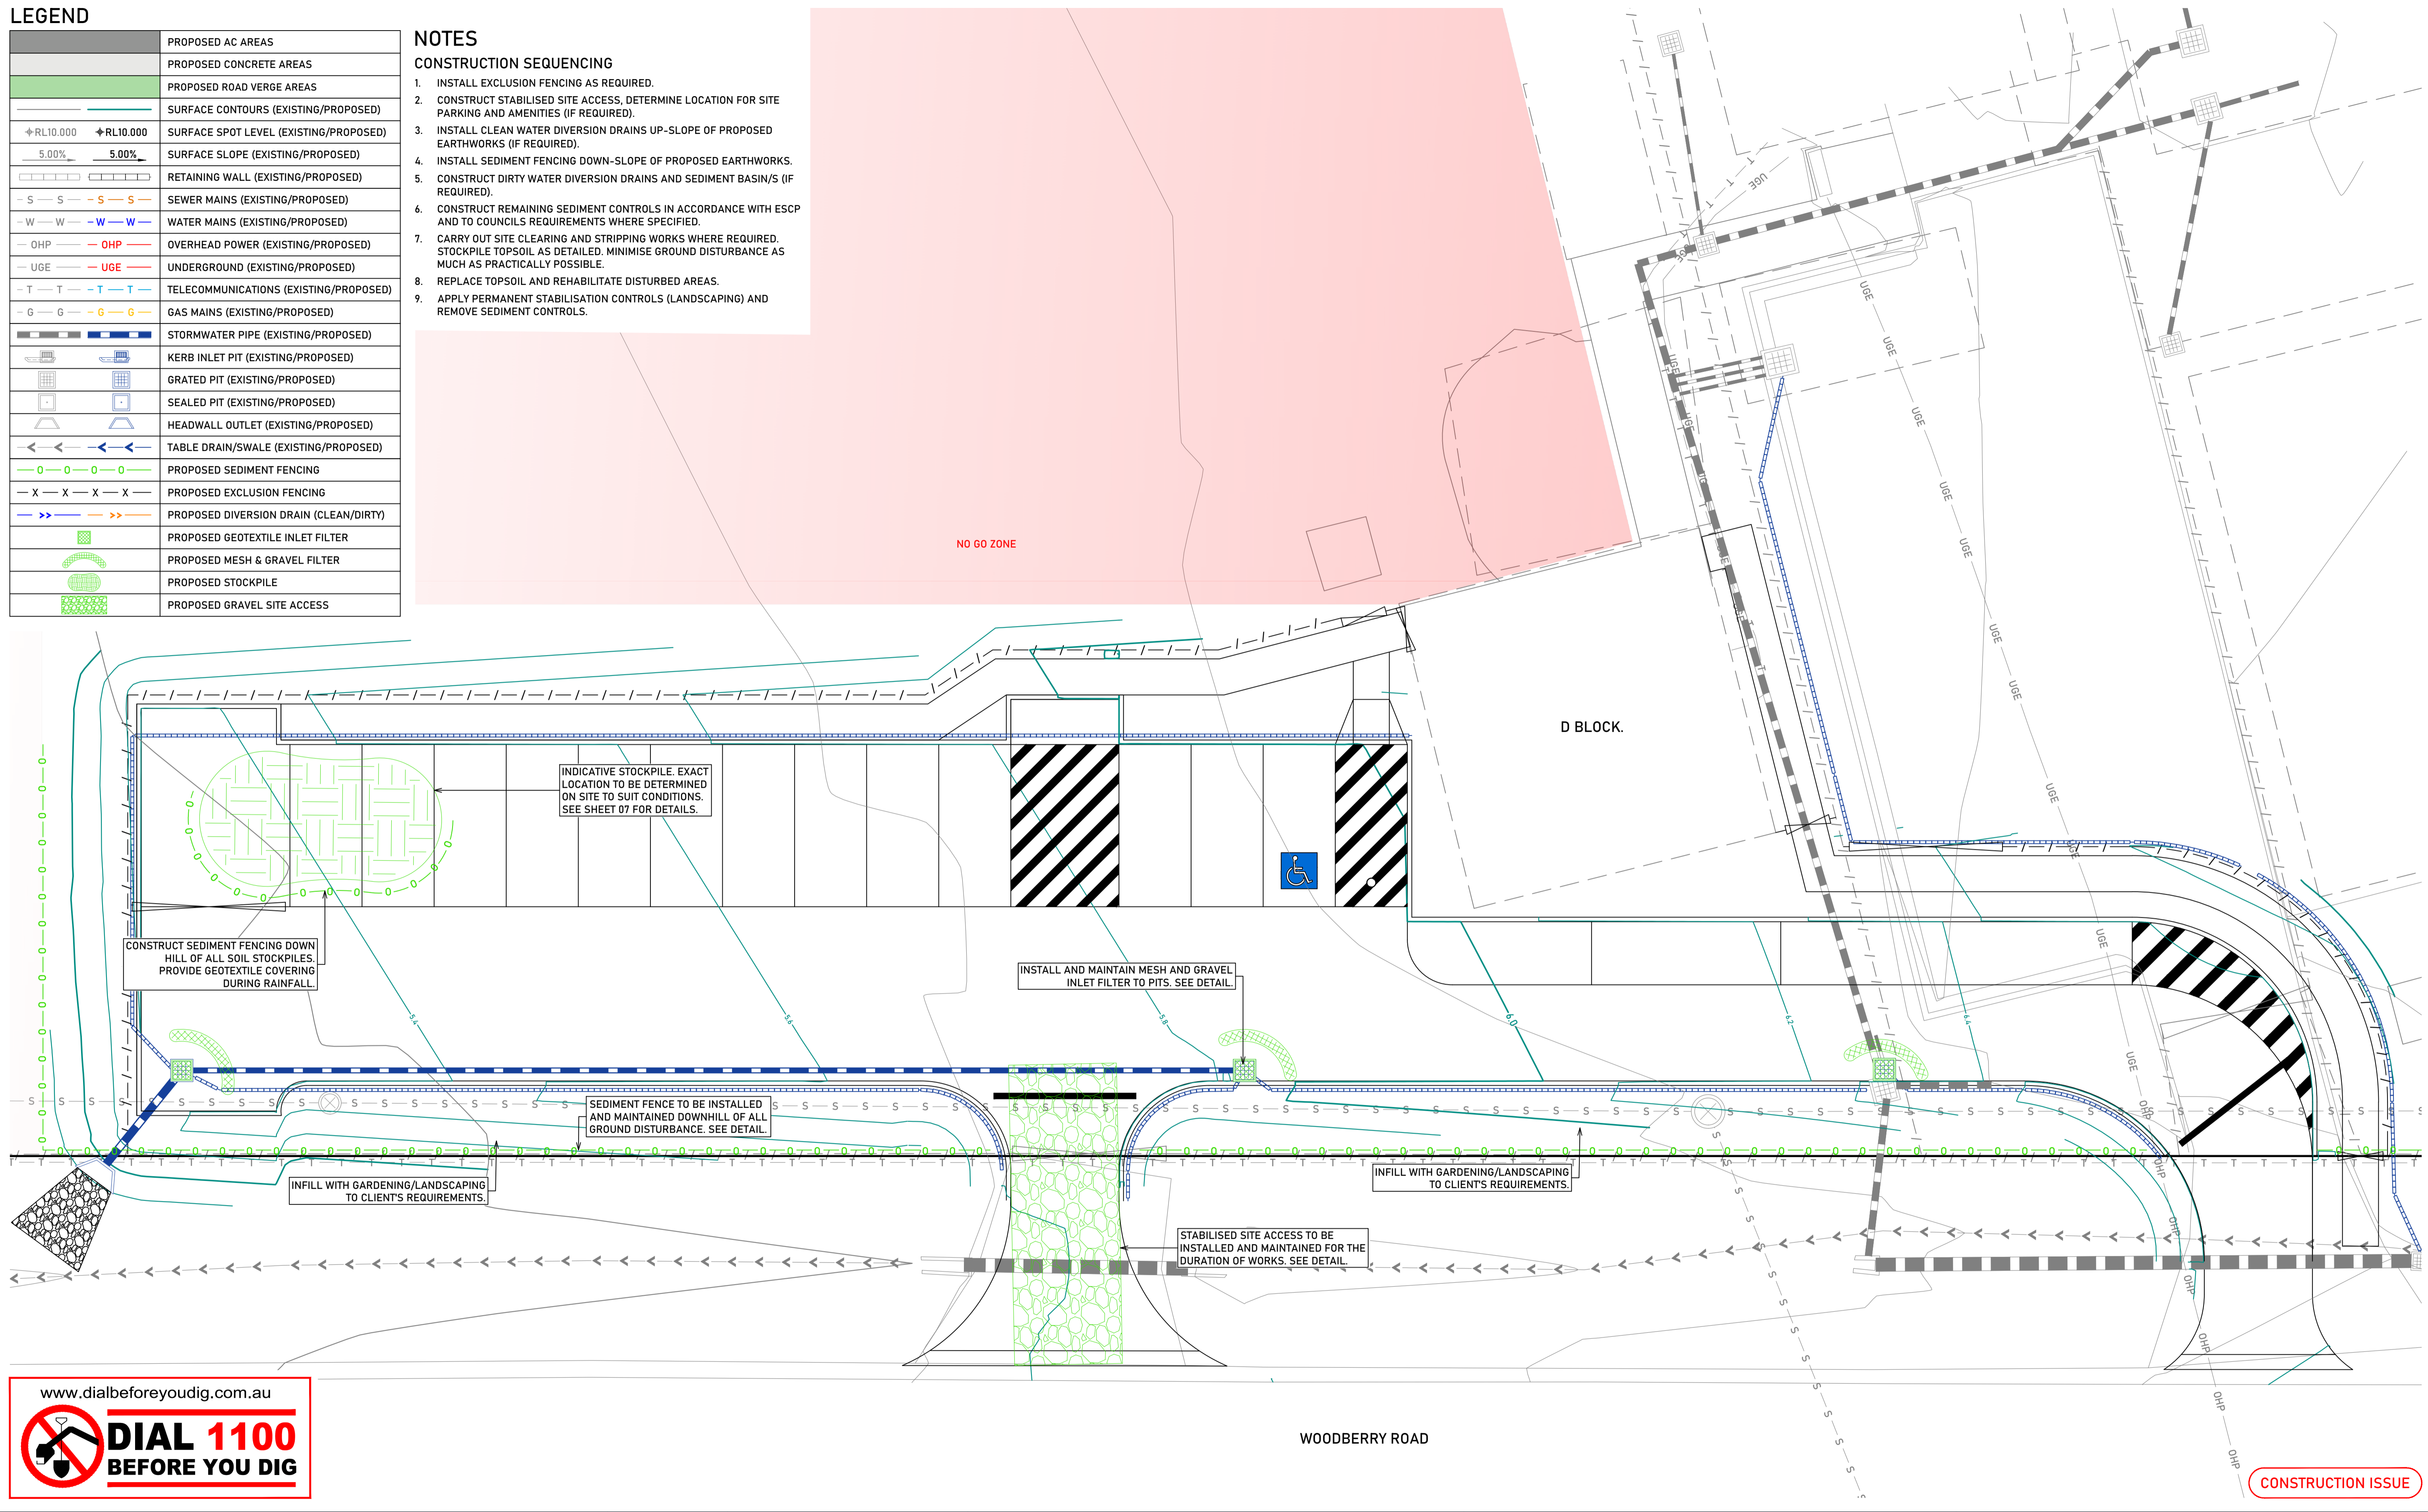 LEGEND
PROPOSED AC AREAS
PROPOSED CONCRETE AREAS
PROPOSED ROAD VERGE AREAS
SURFACE CONTOURS (EXISTING/PROPOSED)
RL10.000 RL10.000 SURFACE SPOT LEVEL (EXISTING/PROPOSED)
5.00% 5.00% SURFACE SLOPE (EXISTING/PROPOSED)
RETAINING WALL (EXISTING/PROPOSED)
S S S S SEWER MAINS (EXISTING/PROPOSED)
W W W W WATER MAINS (EXISTING/PROPOSED)
OHP OHP OVERHEAD POWER (EXISTING/PROPOSED)
UGE UGE UNDERGROUND (EXISTING/PROPOSED)
T T T T TELECOMMUNICATIONS (EXISTING/PROPOSED)
G G G G GAS MAINS (EXISTING/PROPOSED)
STORMWATER PIPE (EXISTING/PROPOSED)
KERB INLET PIT (EXISTING/PROPOSED)
GRATED PIT (EXISTING/PROPOSED)
SEALED PIT (EXISTING/PROPOSED)
HEADWALL OUTLET (EXISTING/PROPOSED)
TABLE DRAIN/SWALE (EXISTING/PROPOSED)
PROPOSED SEDIMENT FENCING
X X X X PROPOSED EXCLUSION FENCING
PROPOSED DIVERSION DRAIN (CLEAN/DIRTY)
PROPOSED GEOTEXTILE INLET FILTER
PROPOSED MESH & GRAVEL FILTER
PROPOSED STOCKPILE
PROPOSED GRAVEL SITE ACCESS
NOTES
CONSTRUCTION SEQUENCING
1. INSTALL EXCLUSION FENCING AS REQUIRED.
2. CONSTRUCT STABILISED SITE ACCESS, DETERMINE LOCATION FOR SITE
PARKING AND AMENITIES (IF REQUIRED).
3. INSTALL CLEAN WATER DIVERSION DRAINS UP-SLOPE OF PROPOSED
EARTHWORKS (IF REQUIRED).
4. INSTALL SEDIMENT FENCING DOWN-SLOPE OF PROPOSED EARTHWORKS.
5. CONSTRUCT DIRTY WATER DIVERSION DRAINS AND SEDIMENT BASIN/S (IF
REQUIRED).
6. CONSTRUCT REMAINING SEDIMENT CONTROLS IN ACCORDANCE WITH ESCP
AND TO COUNCILS REQUIREMENTS WHERE SPECIFIED.
7. CARRY OUT SITE CLEARING AND STRIPPING WORKS WHERE REQUIRED.
STOCKPILE TOPSOIL AS DETAILED. MINIMISE GROUND DISTURBANCE AS
MUCH AS PRACTICALLY POSSIBLE.
8. REPLACE TOPSOIL AND REHABILITATE DISTURBED AREAS.
9. APPLY PERMANENT STABILISATION CONTROLS (LANDSCAPING) AND
REMOVE SEDIMENT CONTROLS.
NO GO ZONE
D BLOCK.
INDICATIVE STOCKPILE. EXACT
LOCATION TO BE DETERMINED
ON SITE TO SUIT CONDITIONS.
SEE SHEET 07 FOR DETAILS.
CONSTRUCT SEDIMENT FENCING DOWN
HILL OF ALL SOIL STOCKPILES.
PROVIDE GEOTEXTILE COVERING
DURING RAINFALL.
INSTALL AND MAINTAIN MESH AND GRAVEL
INLET FILTER TO PITS. SEE DETAIL.
5.4
5.6
5.8
6.0
6.2
6.4
SEDIMENT FENCE TO BE INSTALLED
AND MAINTAINED DOWNHILL OF ALL
GROUND DISTURBANCE. SEE DETAIL.
INFILL WITH GARDENING/LANDSCAPING
TO CLIENT'S REQUIREMENTS.
INFILL WITH GARDENING/LANDSCAPING
TO CLIENT'S REQUIREMENTS.
STABILISED SITE ACCESS TO BE
INSTALLED AND MAINTAINED FOR THE
DURATION OF WORKS. SEE DETAIL.
WOODBERRY ROAD
www.dialbeforeyoudig.com.au
DIAL 1100
BEFORE YOU DIG
CONSTRUCTION ISSUE